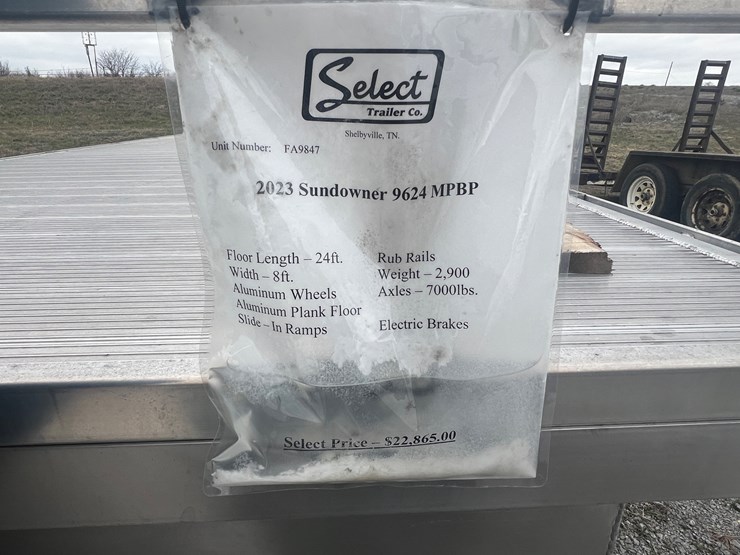 Select
Trailer Co.
Shelbyville, TN.
Unit Number: FA9847
2023 Sundowner 9624 MPBP
Floor Length – 24ft. Rub Rails
Width – 8ft. Weight – 2,900
Aluminum Wheels Axles – 7000lbs.
Aluminum Plank Floor
Slide – In Ramps Electric Brakes
Select Price – $22,865.00